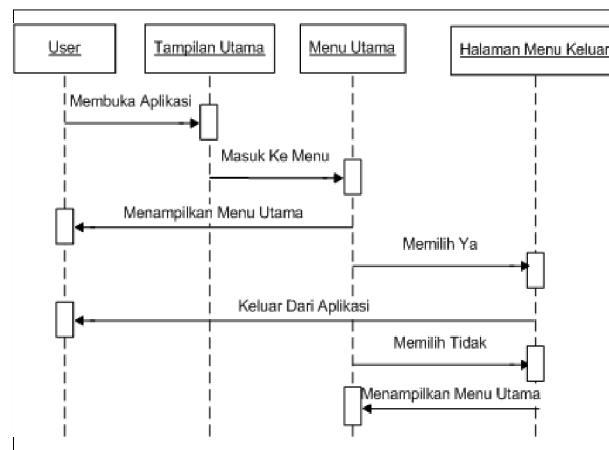 User
Tampilan Utama
Menu Utama
Halaman Menu Keluar
Membuka Aplikasi
Masuk Ke Menu
Menampilkan Menu Utama
Memilih Ya
Keluar Dari Aplikasi
Memilih Tidak
Menampilkan Menu Utama